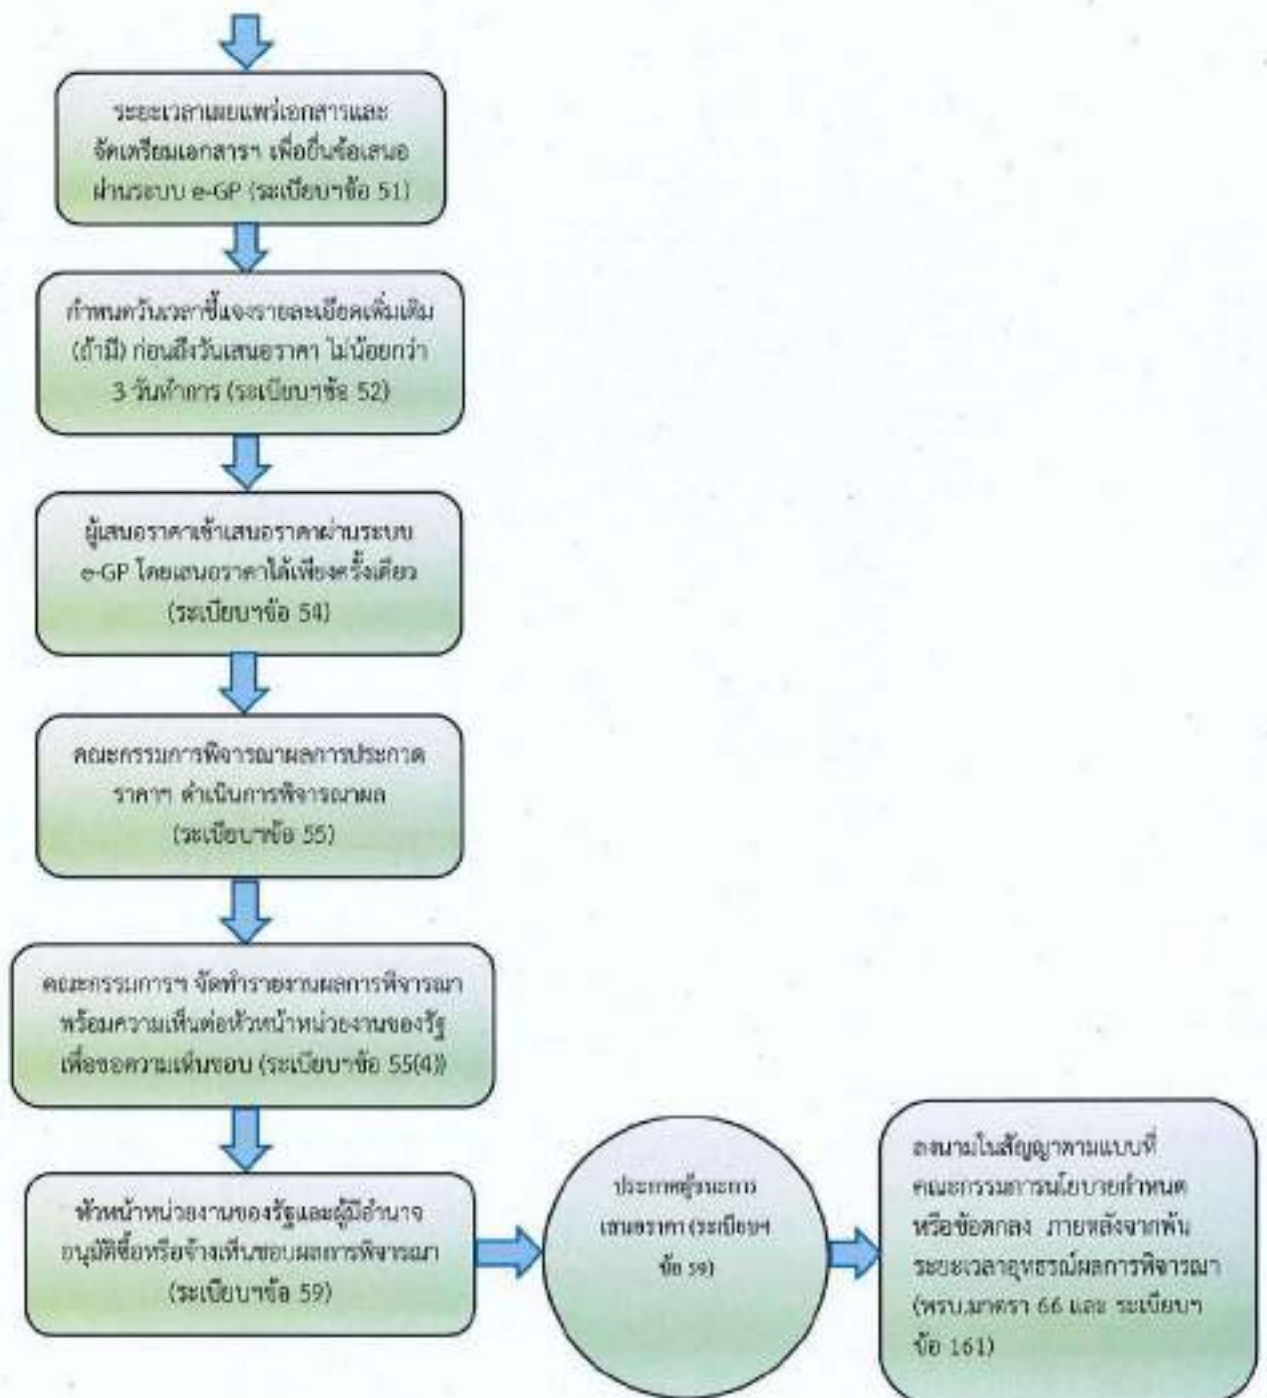 ระยะเวลาเผยแพร่เอกสารและ
จัดเตรียมเอกสารฯ เพื่อยื่นข้อเสนอ
ผ่านระบบ e-GP (ระเบียบฯข้อ 51)
กำหนดวันเวลาชี้แจงรายละเอียดเพิ่มเติม
(ถ้ามี) ก่อนถึงวันเสนอราคา ไม่น้อยกว่า
3 วันทำการ (ระเบียบฯข้อ 52)
ผู้เสนอราคาเข้าเสนอราคาผ่านระบบ
e-GP โดยเสนอราคาได้เพียงครั้งเดียว
(ระเบียบฯข้อ 54)
คณะกรรมการพิจารณาผลการประกวด
ราคาฯ ดำเนินการพิจารณาผล
(ระเบียบฯข้อ 55)
คณะกรรมการฯ จัดทำรายงานผลการพิจารณา
พร้อมความเห็นต่อหัวหน้าหน่วยงานของรัฐ
เพื่อขอความเห็นชอบ (ระเบียบฯข้อ 55(4))
หัวหน้าหน่วยงานของรัฐและผู้มีอำนาจ
อนุมัติซื้อหรือจ้างเห็นชอบผลการพิจารณา
(ระเบียบฯข้อ 59)
ประกาศผู้ชนะการ
เสนอราคา (ระเบียบฯ
ข้อ 59)
ลงนามในสัญญาตามแบบที่
คณะกรรมการนโยบายกำหนด
หรือข้อตกลง ภายหลังจากพ้น
ระยะเวลาอุทธรณ์ผลการพิจารณา
(พรบ.มาตรา 66 และ ระเบียบฯ
ข้อ 161)